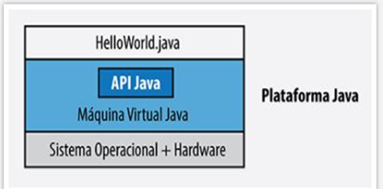 HelloWorld.java
API Java
Máquina Virtual Java
Plataforma Java
Sistema Operacional + Hardware